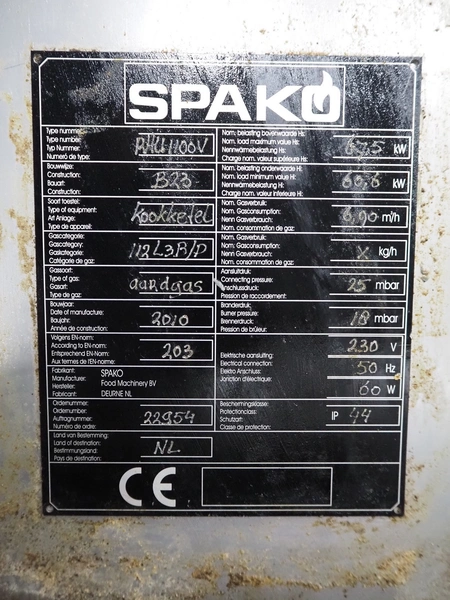 SPAKO
Type nummer:
Type number:
Typ Nummer:
Numéro de type:
Bouwwijze:
Construction:
Bauart:
Construction:
B23
Soort toestel:
Type of equipment:
Art Anlage:
Type de appareil:
Kookketel
Gascategorie:
Gascategory:
Gaskategorie:
Catégorie de gaz:
112L3B/P
Gassoort:
Type of gas:
Gasart:
Type de gaz:
aardgas
Bouwjaar:
Date of manufacture:
Baujahr:
Année de construction:
2010
Volgens EN-norm:
According to EN-norm:
Entsprechend EN-Norm:
Aux termes de l'EN-norme:
203
Fabrikant: SPAKO
Manufacturer: Food Machinery BV
Hersteller:
Fabricant: DEURNE NL
Ordernummer:
Ordernumber:
Auftragnummer:
Numéro de ordre:
22954
Land van Bestemming:
Land of destination:
Bestimmungsland:
Pays de destination:
NL
Nom. belasting bovenwaarde Hs:
Nom. load maximum value Hs:
Nennwärmebelastung Hs:
Charge nom. valeur supérieure Hs:
67,5 kW
Nom. belasting onderwaarde Hi:
Nom. load minimum value Hi:
Nennwärmebelastung Hi:
Charge nom. valeur inférieure Hi:
60,8 kW
Nom. Gasverbruik:
Nom. Gasconsumption:
Nenn Gasverbrauch:
Nom. consommation de gaz:
6,90 m³/h
Nom. Gasverbruik:
Nom. Gasconsumption:
Nenn Gasverbrauch:
Nom. consommation de gaz:
X kg/h
Aansluitdruk:
Connecting pressure:
Anschlussdruk:
Pression de raccordement:
25 mbar
Branderdruk:
Burner pressure:
Brennerdruck:
Pression de brûleur:
18 mbar
Elektrische aansluiting:
Electrical connection:
Elektro Anschluss:
Jonction d'électrique:
230 V
50 Hz
60 W
Beschermingsklasse:
Protectionclass:
Schutzart:
Classe de protection:
IP 44
CE